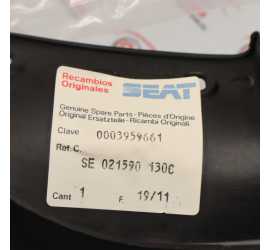 Recambios
Originales
SEAT
Genuine Spare Parts - Pièces d'Origine
Original Ersatzteile - Ricambi Originali
Clave 0003959661
Ref. C.
SE 021590 130C
Cant 1 F. 19/11